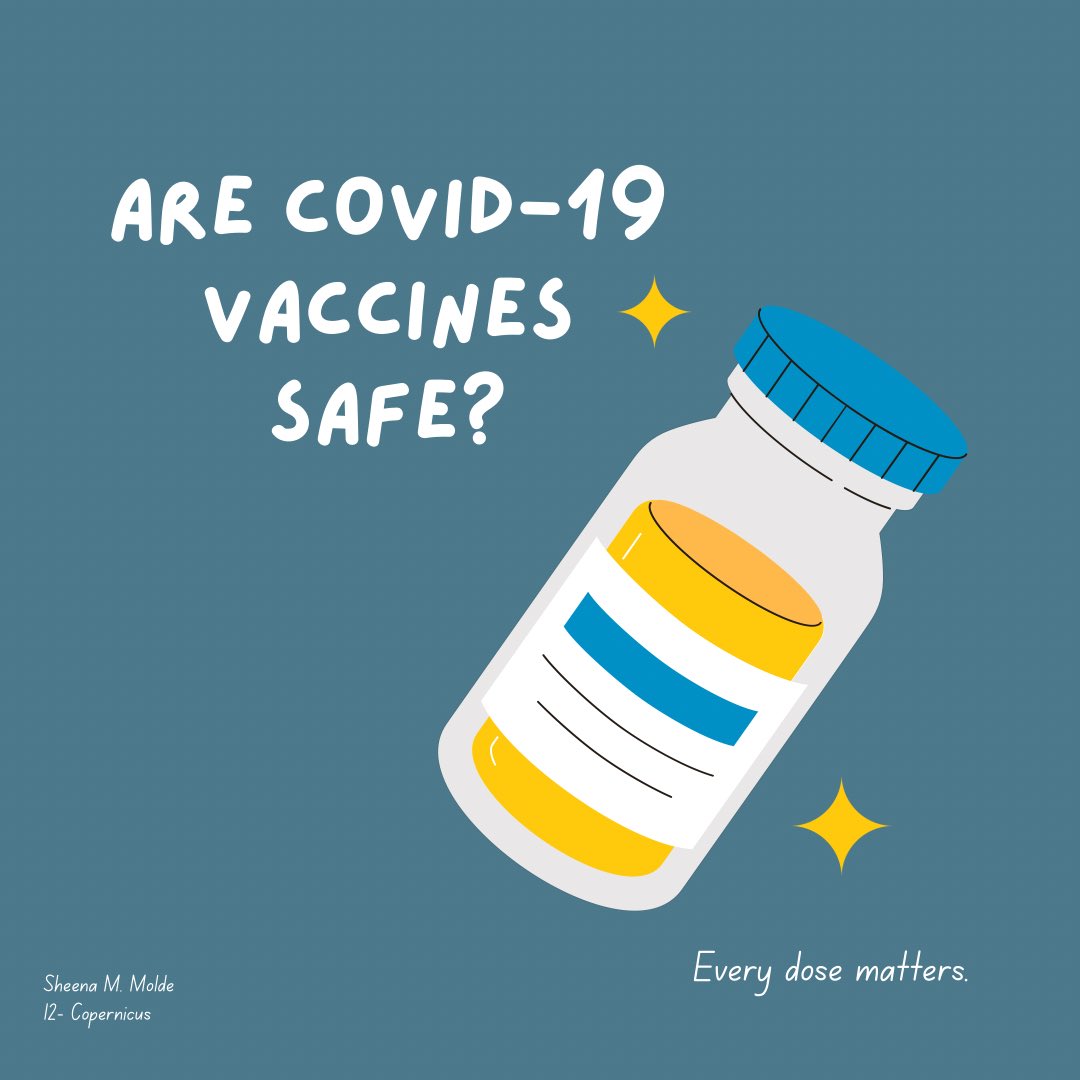 ARE COVID-19
VACCINES
SAFE?
Every dose matters.
Sheena M. Molde
12- Copernicus